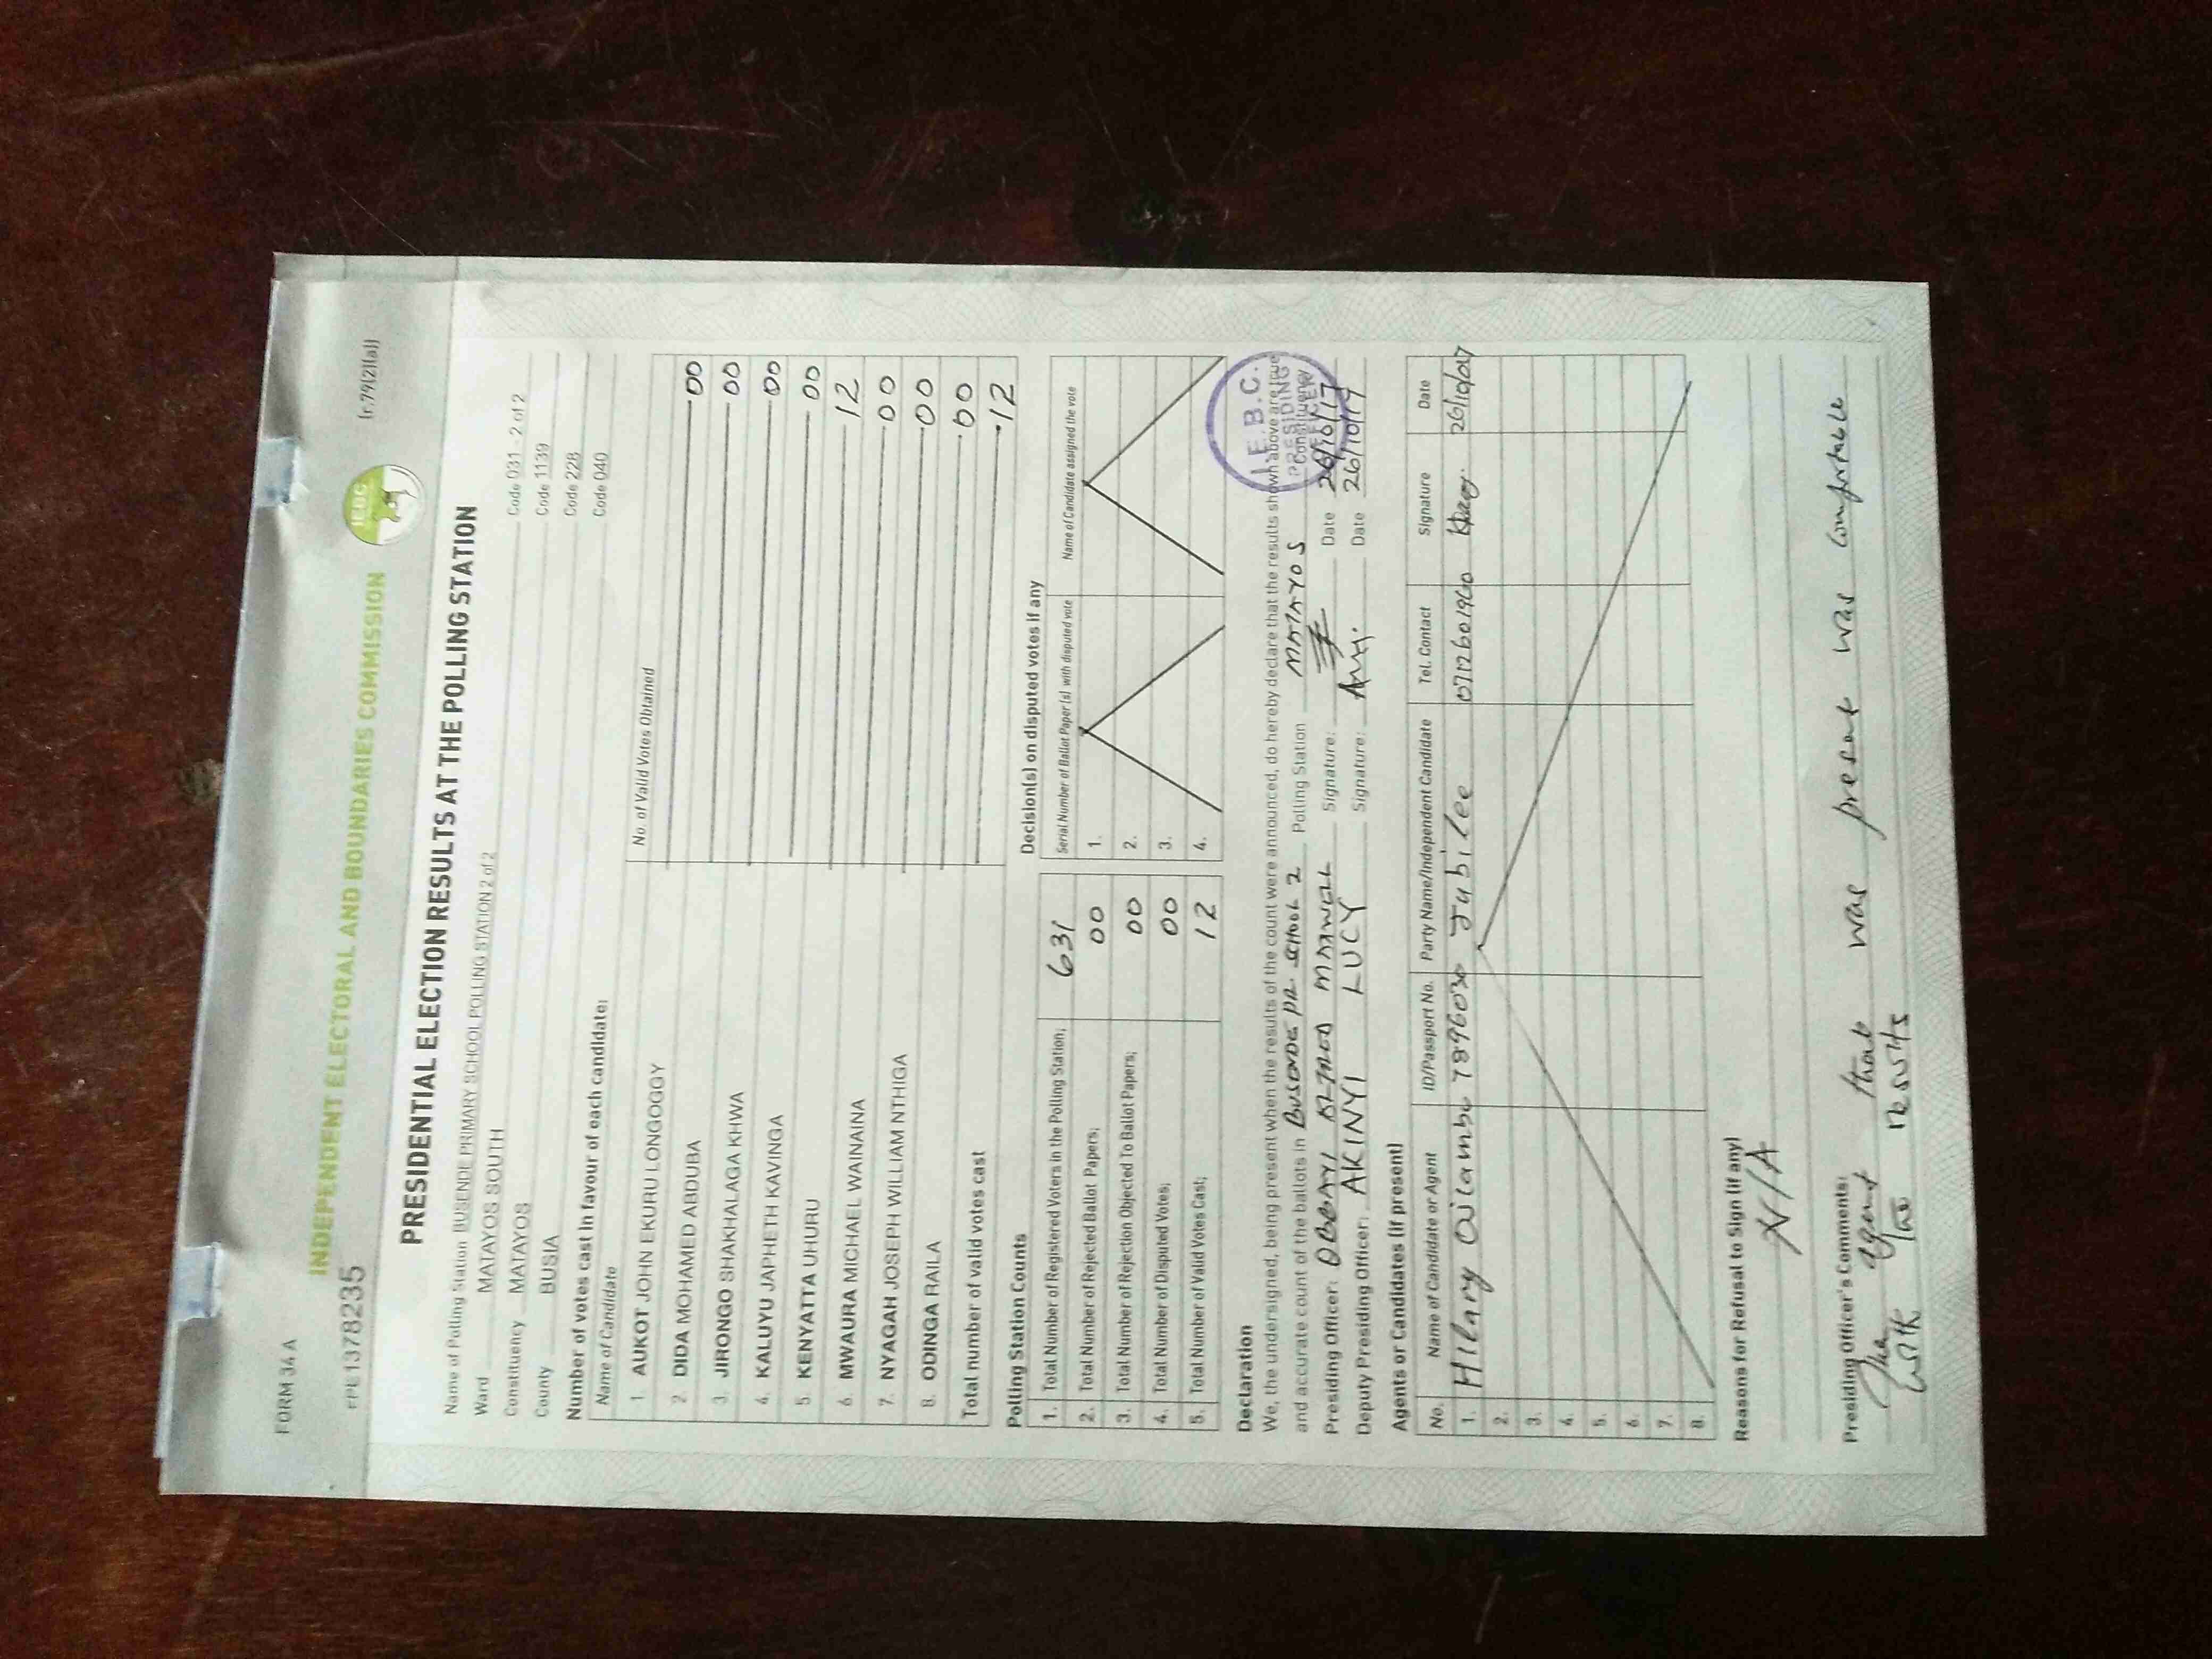 FORM 34 A
(r.79(2)(a))
INDEPENDENT ELECTORAL AND BOUNDARIES COMMISSION
IEBC
PRESIDENTIAL ELECTION RESULTS AT THE POLLING STATION
Name of Polling Station BUSENDE PRIMARY SCHOOL POLLING STATION 2 of 2 Code 031 - 2 of 2
Ward MATAYOS SOUTH Code 1139
Constituency MATAYOS Code 228
County BUSIA Code 040
Number of votes cast in favour of each candidate:
Name of Candidate No. of Valid Votes Obtained
1. AUKOT JOHN EKURU LONGOGGY 00
2. DIDA MOHAMED ABDUBA 00
3. JIRONGO SHAKHALAGA KHWA 00
4. KALUYU JAPHETH KAVINGA 00
5. KENYATTA UHURU 12
6. MWAURA MICHAEL WAINAINA 00
7. NYAGAH JOSEPH WILLIAM NTHIGA 00
8. ODINGA RAILA 00
Total number of valid votes cast 12
Polling Station Counts
1. Total Number of Registered Voters in the Polling Station; 631
2. Total Number of Rejected Ballot Papers; 00
3. Total Number of Rejection Objected To Ballot Papers; 00
4. Total Number of Disputed Votes; 00
5. Total Number of Valid Votes Cast; 12
Decision(s) on disputed votes if any
Serial Number of Ballot Paper(s) with disputed vote Name of Candidate assigned the vote
1.
2.
3.
4.
Declaration
We, the undersigned, being present when the results of the count were announced, do hereby declare that the results shown above are true
and accurate count of the ballots in BUSENDE PR. SCHOOL 2 Polling Station MATAYOS Constituency
I.E.B.C.
PRESIDING
OFFICER
Presiding Officer: Signature: Date 26/10/17
Deputy Presiding Officer: AKINYI LUCY Signature: Date 26/10/17
Agents or Candidates (if present)
No. Name of Candidate or Agent ID/Passport No. Party Name/Independent Candidate Tel. Contact Signature Date
1. Hilary 7896030 Jubilee 26/10/017
2.
3.
4.
5.
6.
7.
8.
Reasons for Refusal to Sign (if any)
N/A
Presiding Officer's Comments:
The agent that was present was comfortable
with the results